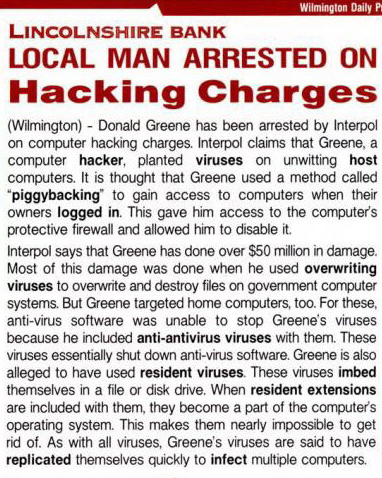 Wilmington Daily
LINCOLNSHIRE BANK
LOCAL MAN ARRESTED ON
Hacking Charges
(Wilmington) - Donald Greene has been arrested by Interpol
on computer hacking charges. Interpol claims that Greene, a
computer hacker, planted viruses on unwitting host
computers. It is thought that Greene used a method called
"piggybacking" to gain access to computers when their
owners logged in. This gave him access to the computer's
protective firewall and allowed him to disable it.
Interpol says that Greene has done over $50 million in damage.
Most of this damage was done when he used overwriting
viruses to overwrite and destroy files on government computer
systems. But Greene targeted home computers, too. For these,
anti-virus software was unable to stop Greene's viruses
because he included anti-antivirus viruses with them. These
viruses essentially shut down anti-virus software. Greene is also
alleged to have used resident viruses. These viruses imbed
themselves in a file or disk drive. When resident extensions
are included with them, they become a part of the computer's
operating system. This makes them nearly impossible to get
rid of. As with all viruses, Greene's viruses are said to have
replicated themselves quickly to infect multiple computers.